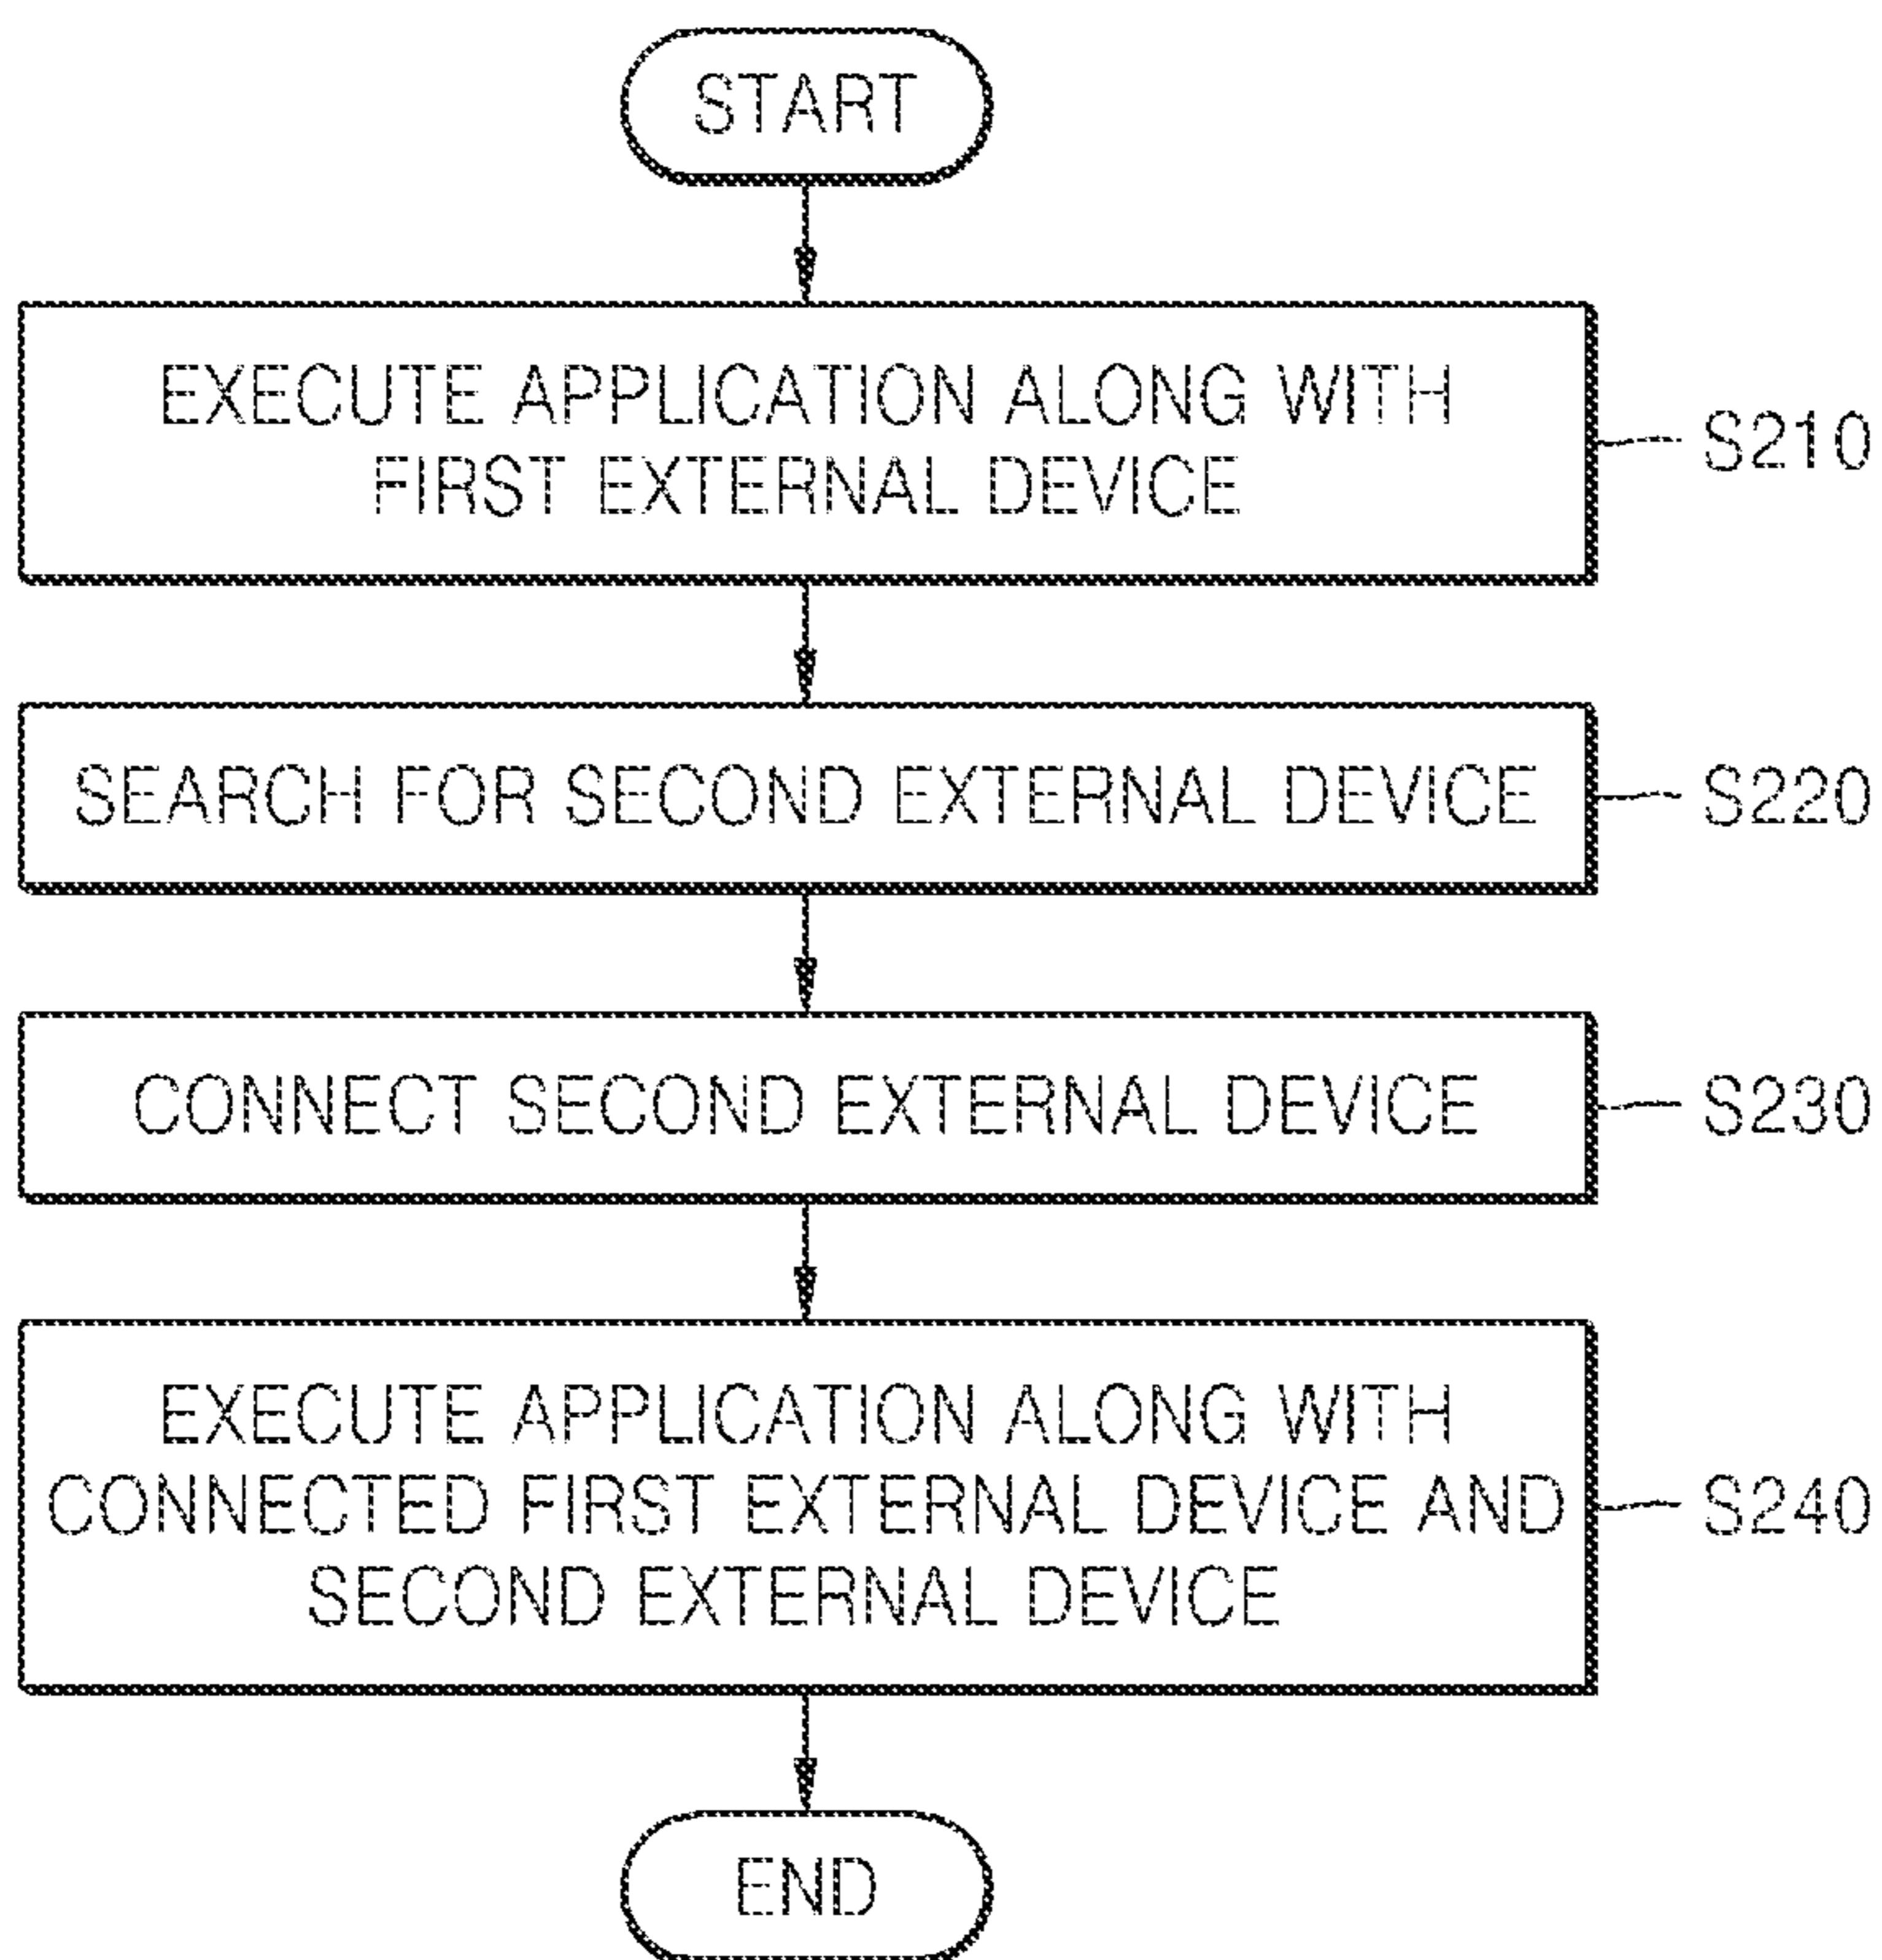 START
EXECUTE APPLICATION ALONG WITH
FIRST EXTERNAL DEVICE
S210
SEARCH FOR SECOND EXTERNAL DEVICE
S220
CONNECT SECOND EXTERNAL DEVICE
S230
EXECUTE APPLICATION ALONG WITH
CONNECTED FIRST EXTERNAL DEVICE AND
SECOND EXTERNAL DEVICE
S240
END